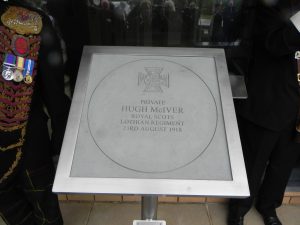 PRIVATE
HUGH McIVER
ROYAL SCOTS
LOTHIAN REGIMENT
23RD AUGUST 1918